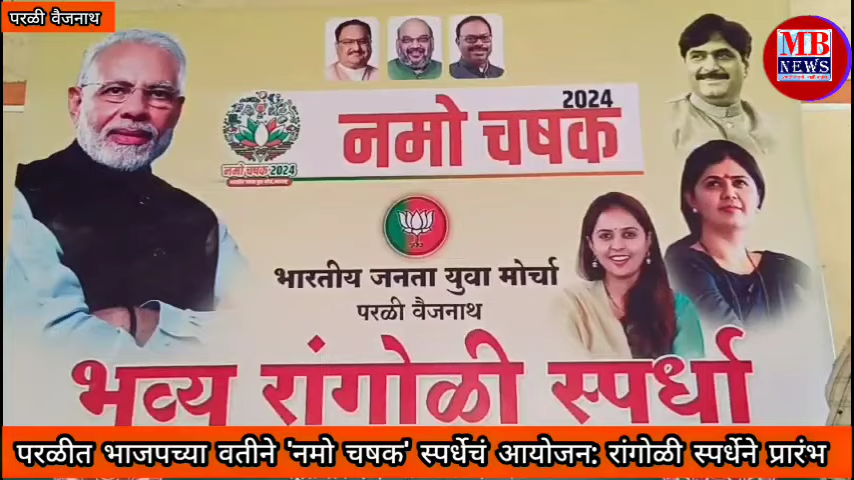 परळी वैजनाथ
MB
NEWS
2024
नमो चषक
नमो चषक 2024
भारतीय जनता युवा मोर्चा
परळी वैजनाथ
भव्य रांगोळी स्पर्धा
परळीत भाजपच्या वतीने 'नमो चषक' स्पर्धेचं आयोजन: रांगोळी स्पर्धेने प्रारंभ